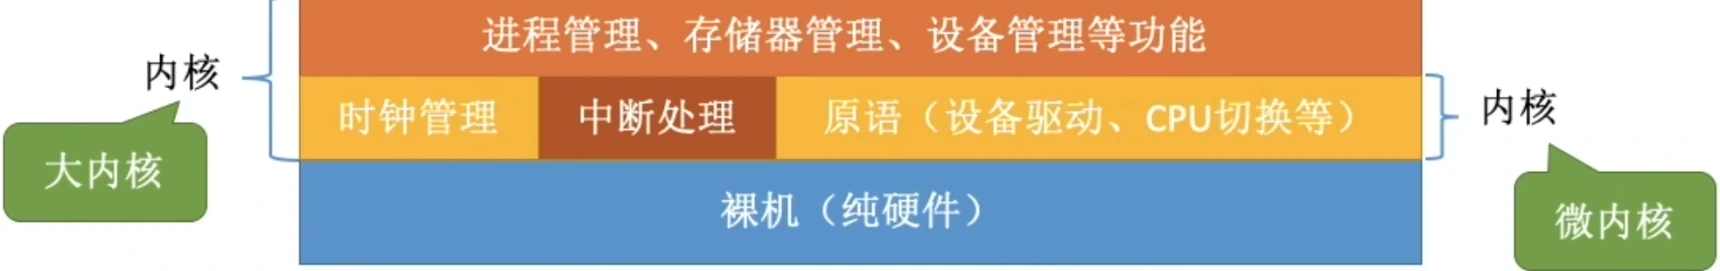 进程管理、存储器管理、设备管理等功能
内核
时钟管理
中断处理
原语（设备驱动、CPU切换等）
内核
大内核
裸机（纯硬件）
微内核